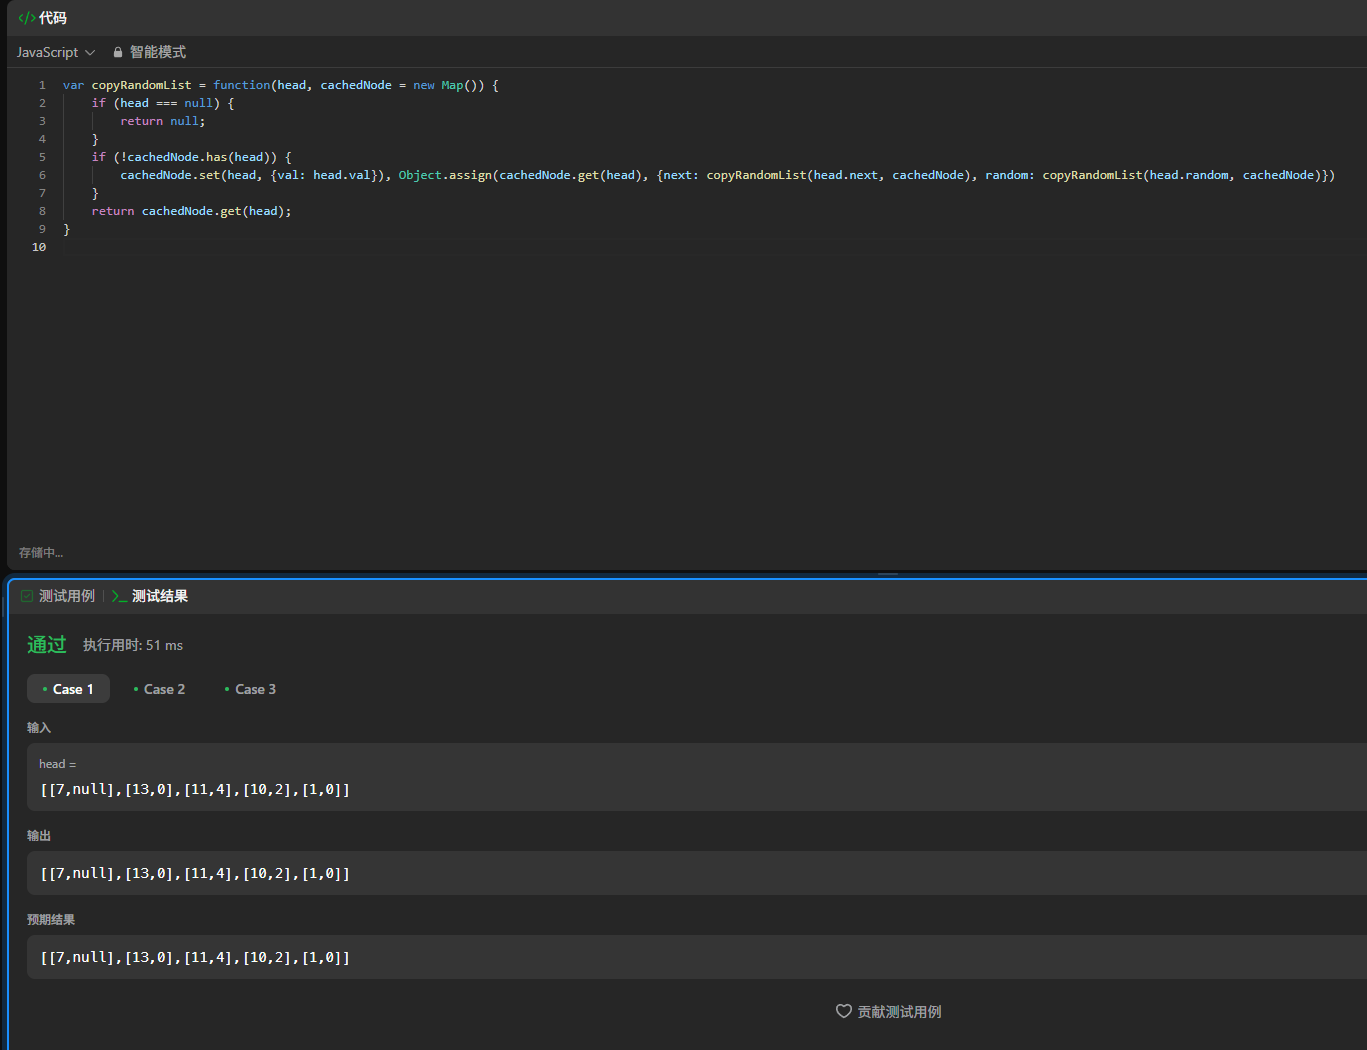 </> 代码
JavaScript 智能模式
1 var copyRandomList = function(head, cachedNode = new Map()) {
2 if (head === null) {
3 return null;
4 }
5 if (!cachedNode.has(head)) {
6 cachedNode.set(head, {val: head.val}), Object.assign(cachedNode.get(head), {next: copyRandomList(head.next, cachedNode), random: copyRandomList(head.random, cachedNode)})
7 }
8 return cachedNode.get(head);
9 }
10
存储中...
测试用例 | >_ 测试结果
通过 执行用时: 51 ms
• Case 1 • Case 2 • Case 3
输入
head =
[[7,null],[13,0],[11,4],[10,2],[1,0]]
输出
[[7,null],[13,0],[11,4],[10,2],[1,0]]
预期结果
[[7,null],[13,0],[11,4],[10,2],[1,0]]
贡献测试用例